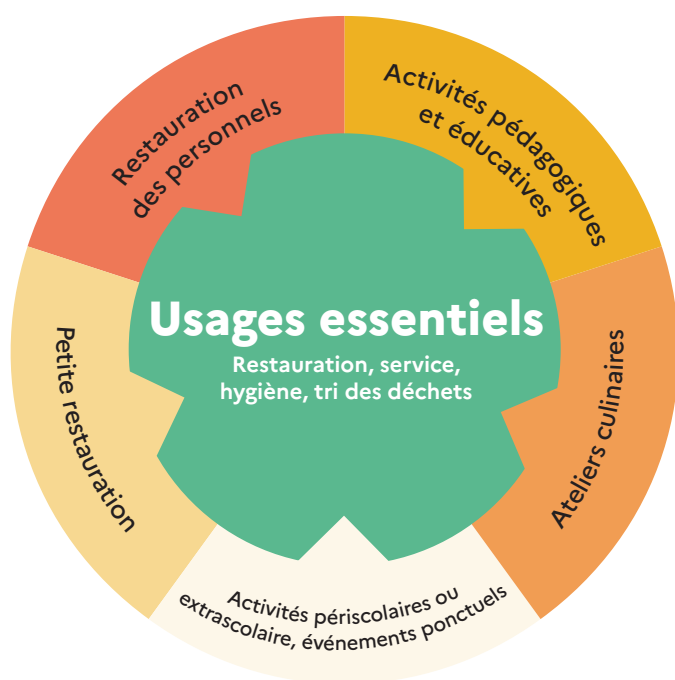 Restauration
des personnels
Activités pédagogiques
et éducatives
Usages essentiels
Restauration, service,
hygiène, tri des déchets
Petite restauration
Ateliers culinaires
Activités périscolaires ou
extrascolaire, événements ponctuels